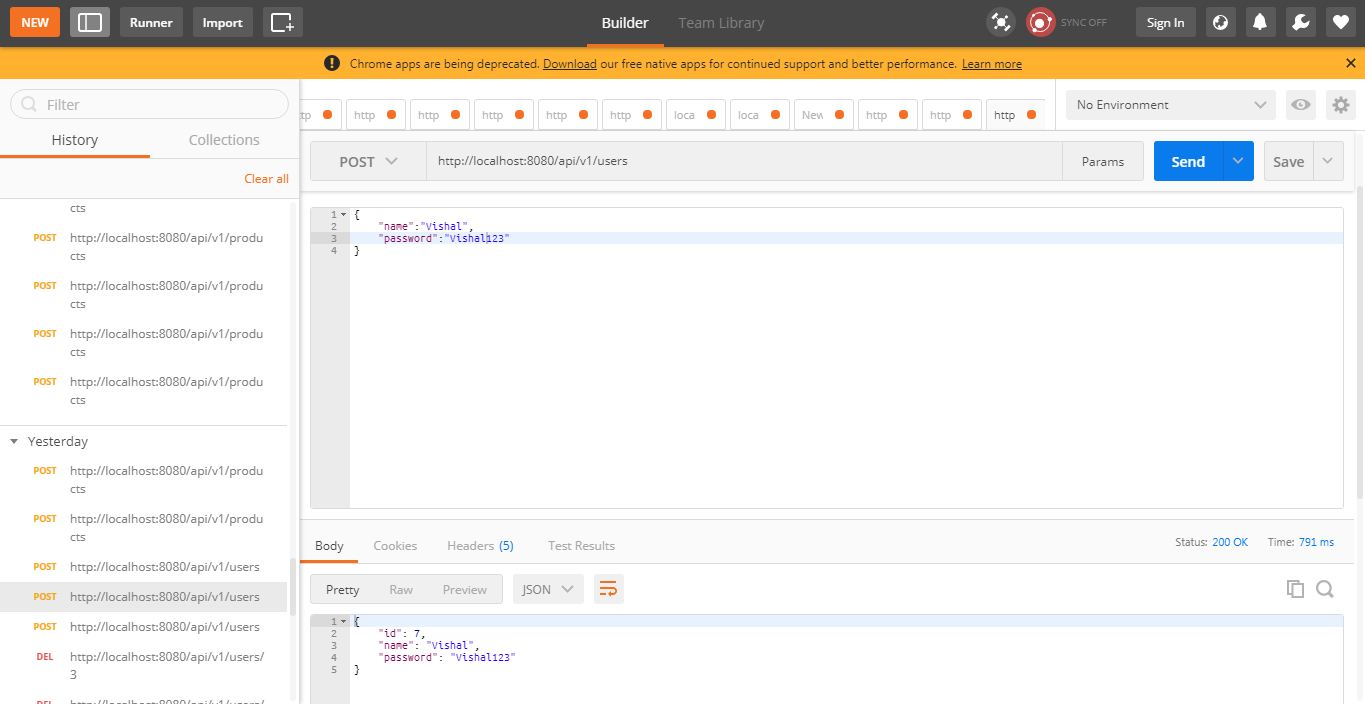 NEW Runner Import Builder Team Library SYNC OFF Sign In
Chrome apps are being deprecated. Download our free native apps for continued support and better performance. Learn more
Filter
History Collections
Clear all
cts
POST http://localhost:8080/api/v1/produ
cts
POST http://localhost:8080/api/v1/produ
cts
POST http://localhost:8080/api/v1/produ
cts
POST http://localhost:8080/api/v1/produ
cts
Yesterday
POST http://localhost:8080/api/v1/produ
cts
POST http://localhost:8080/api/v1/produ
cts
POST http://localhost:8080/api/v1/users
POST http://localhost:8080/api/v1/users
POST http://localhost:8080/api/v1/users
DEL http://localhost:8080/api/v1/users/
3
DEL http://localhost:8080/api/v1/users/
tp http http http http http loca loca New http http http
No Environment
POST http://localhost:8080/api/v1/users Params Send Save
1 {
2 "name":"Vishal",
3 "password":"Vishal123"
4 }
Body Cookies Headers (5) Test Results Status: 200 OK Time: 791 ms
Pretty Raw Preview JSON
1 {
2 "id": 7,
3 "name": "Vishal",
4 "password": "Vishal123"
5 }